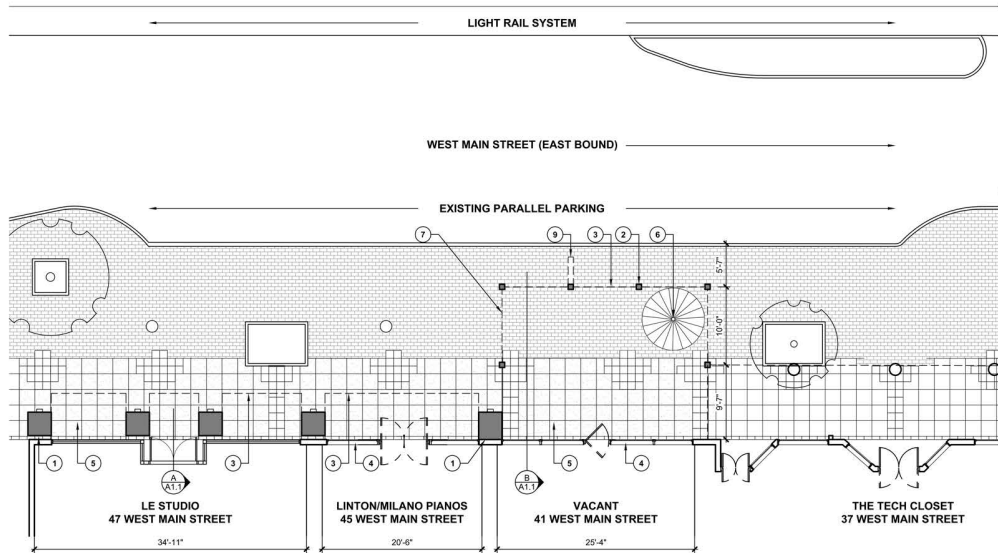 LIGHT RAIL SYSTEM
WEST MAIN STREET (EAST BOUND)
EXISTING PARALLEL PARKING
7
9
3
2
6
5'-7"
10'-0"
9'-7"
1
5
3
3
4
1
5
4
A
A1.1
B
A1.1
LE STUDIO
47 WEST MAIN STREET
LINTON/MILANO PIANOS
45 WEST MAIN STREET
VACANT
41 WEST MAIN STREET
THE TECH CLOSET
37 WEST MAIN STREET
34'-11"
20'-6"
25'-4"